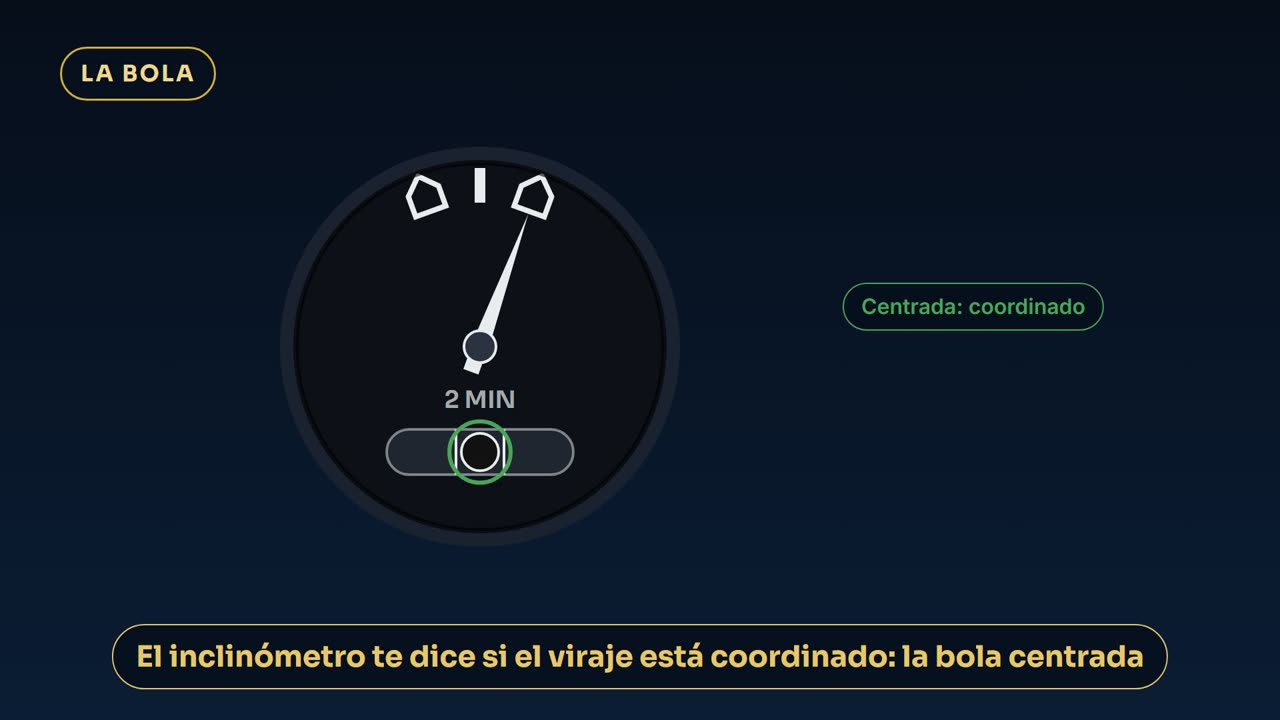 LA BOLA
2 MIN
Centrada: coordinado
El inclinómetro te dice si el viraje está coordinado: la bola centrada